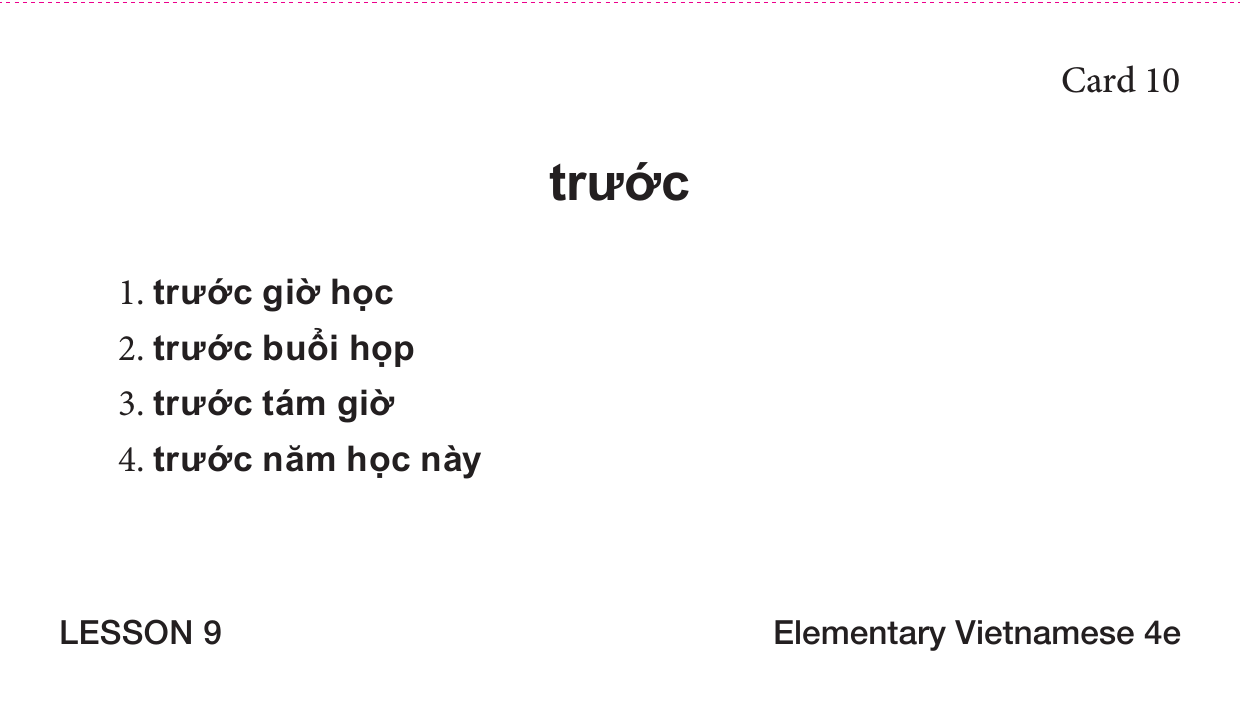 Card 10
trước
1. trước giờ học
2. trước buổi họp
3. trước tám giờ
4. trước năm học này
LESSON 9
Elementary Vietnamese 4e